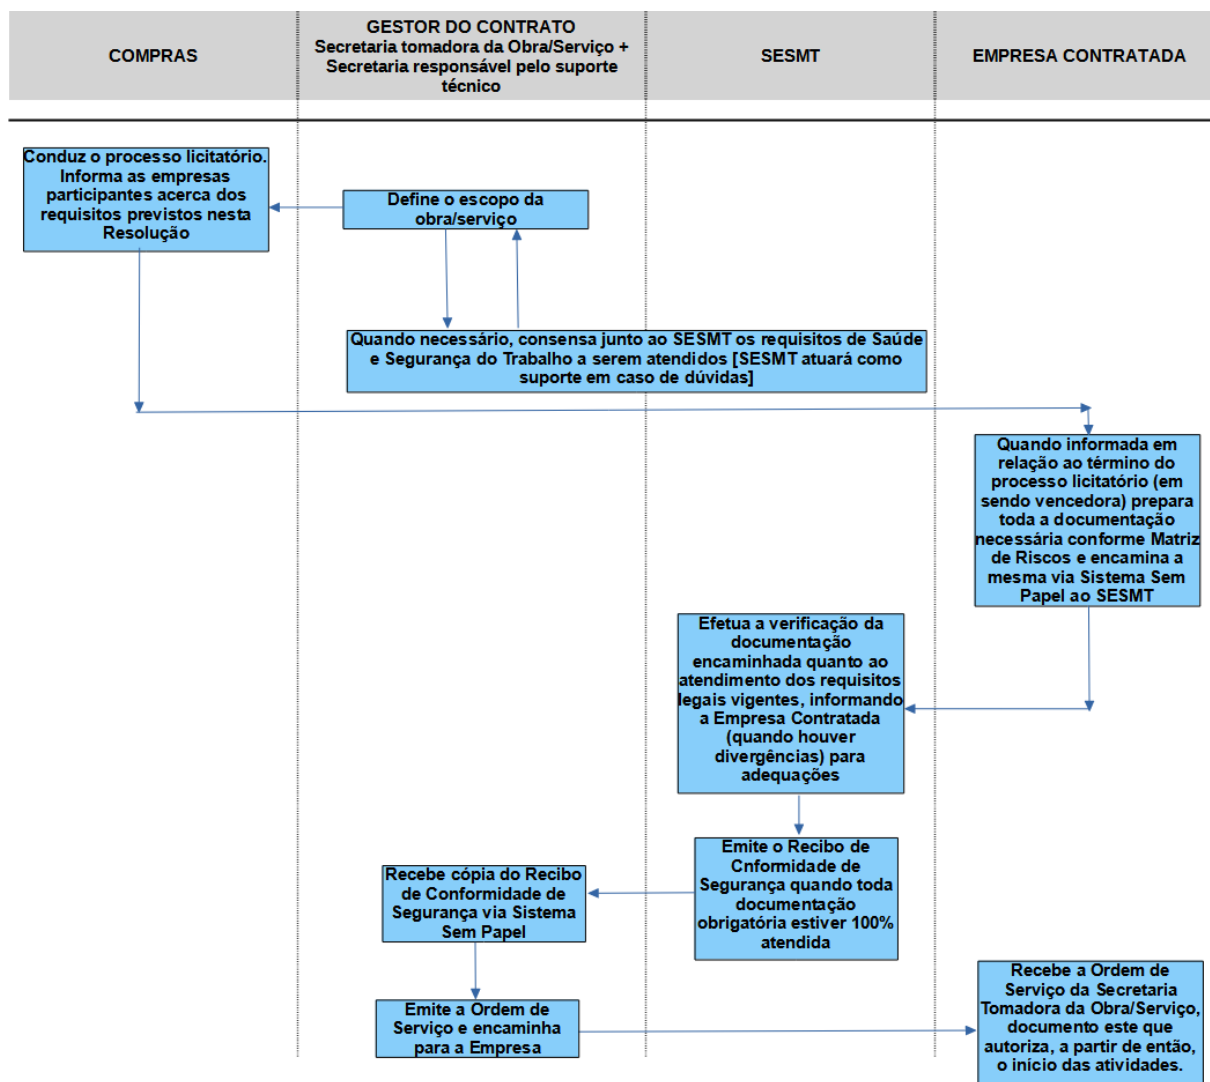 COMPRAS
GESTOR DO CONTRATO
Secretaria tomadora da Obra/Serviço +
Secretaria responsável pelo suporte
técnico
SESMT
EMPRESA CONTRATADA
Conduz o processo licitatório.
Informa as empresas
participantes acerca dos
requisitos previstos nesta
Resolução
Define o escopo da
obra/serviço
Quando necessário, consensa junto ao SESMT os requisitos de Saúde
e Segurança do Trabalho a serem atendidos [SESMT atuará como
suporte em caso de dúvidas]
Quando informada em
relação ao término do
processo licitatório (em
sendo vencedora) prepara
toda a documentação
necessária conforme Matriz
de Riscos e encamina a
mesma via Sistema Sem
Papel ao SESMT
Efetua a verificação da
documentação
encaminhada quanto ao
atendimento dos requisitos
legais vigentes, informando
a Empresa Contratada
(quando houver
divergências) para
adequações
Emite o Recibo de
Cnformidade de
Segurança quando toda
documentação
obrigatória estiver 100%
atendida
Recebe cópia do Recibo
de Conformidade de
Segurança via Sistema
Sem Papel
Emite a Ordem de
Serviço e encaminha
para a Empresa
Recebe a Ordem de
Serviço da Secretaria
Tomadora da Obra/Serviço,
documento este que
autoriza, a partir de então,
o início das atividades.